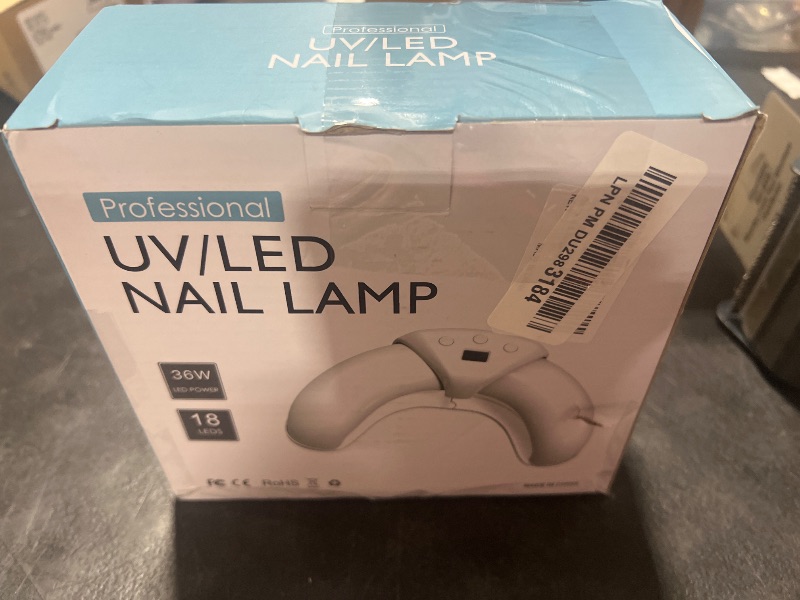 Professional
UV/LED
NAIL LAMP
Professional
UV/LED
NAIL LAMP
LPN PM DU2983184
36W
LED POWER
18
LEDS
FC CE RoHS